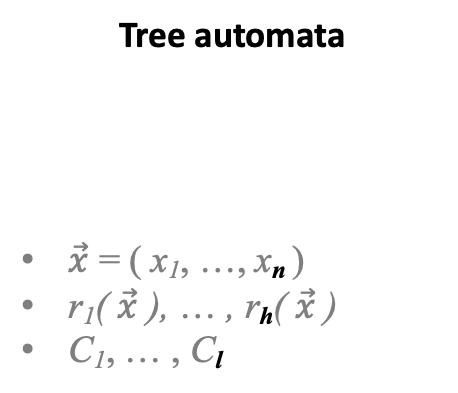 Tree automata
• x⃗ = ( x₁, …, xₙ )
• r₁( x⃗ ), … , rₕ( x⃗ )
• C₁, … , Cₗ